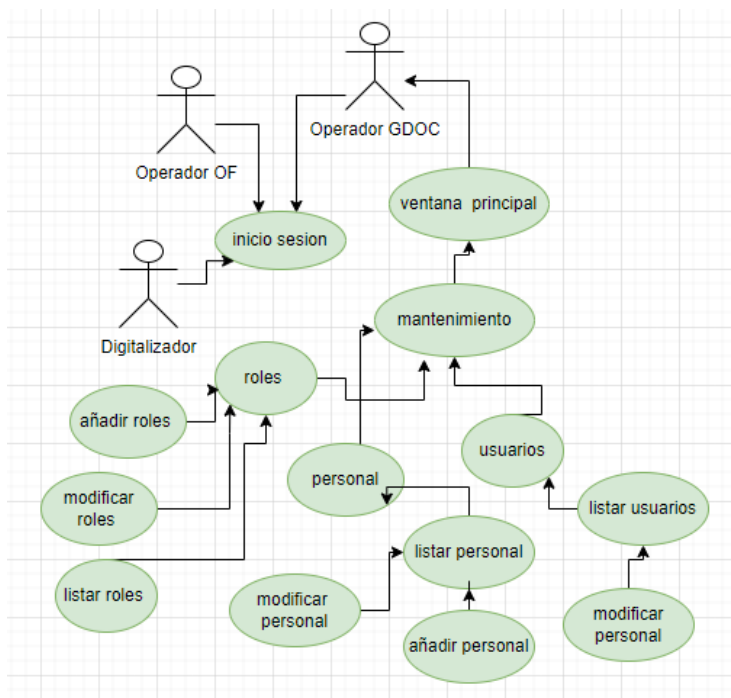 Operador GDOC
Operador OF
ventana principal
inicio sesion
mantenimiento
Digitalizador
roles
añadir roles
usuarios
personal
modificar
roles
listar usuarios
listar personal
listar roles
modificar
personal
añadir personal
modificar
personal